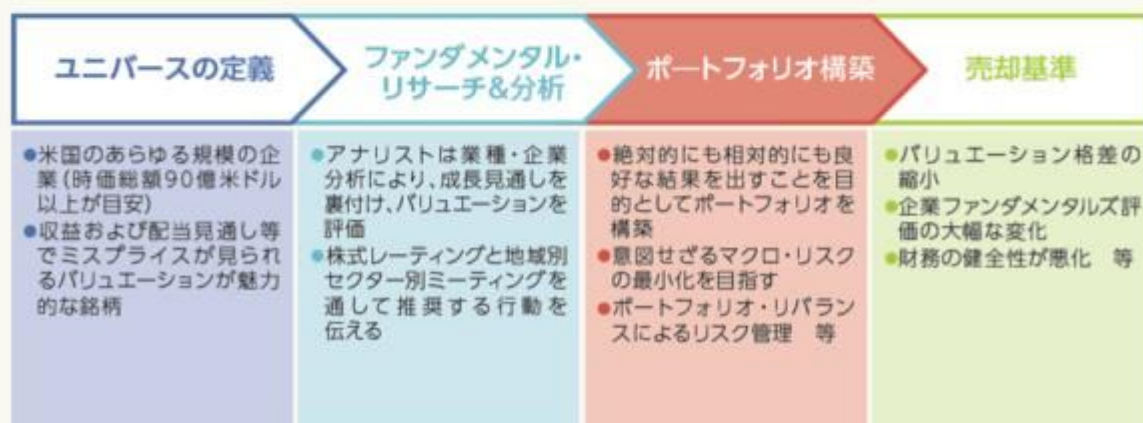 ユニバースの定義
ファンダメンタル・
リサーチ&分析
ポートフォリオ構築
売却基準
●米国のあらゆる規模の企
業(時価総額90億米ドル
以上が目安)
●収益および配当見通し等
でミスプライスが見られ
るバリュエーションが魅力
的な銘柄
●アナリストは業種・企業
分析により、成長見通しを
裏付け、バリュエーションを
評価
●株式レーティングと地域別
セクター別ミーティングを
通して推奨する行動を
伝える
●絶対的にも相対的にも良
好な結果を出すことを目
的としてポートフォリオを
構築
●意図せざるマクロ・リスク
の最小化を目指す
●ポートフォリオ・リバラン
スによるリスク管理　等
●バリュエーション格差の
縮小
●企業ファンダメンタルズ評
価の大幅な変化
●財務の健全性が悪化　等